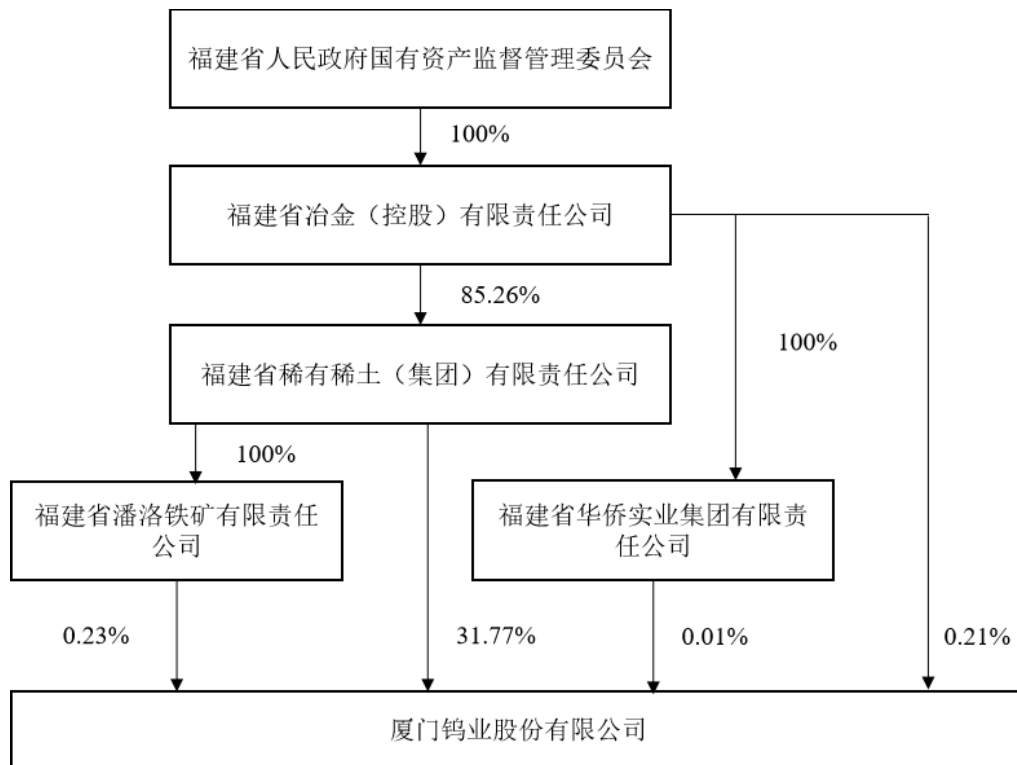 福建省人民政府国有资产监督管理委员会
100%
福建省冶金（控股）有限责任公司
85.26%
100%
福建省稀有稀土（集团）有限责任公司
100%
福建省潘洛铁矿有限责任
公司
福建省华侨实业集团有限责
任公司
0.23%
31.77%
0.01%
0.21%
厦门钨业股份有限公司